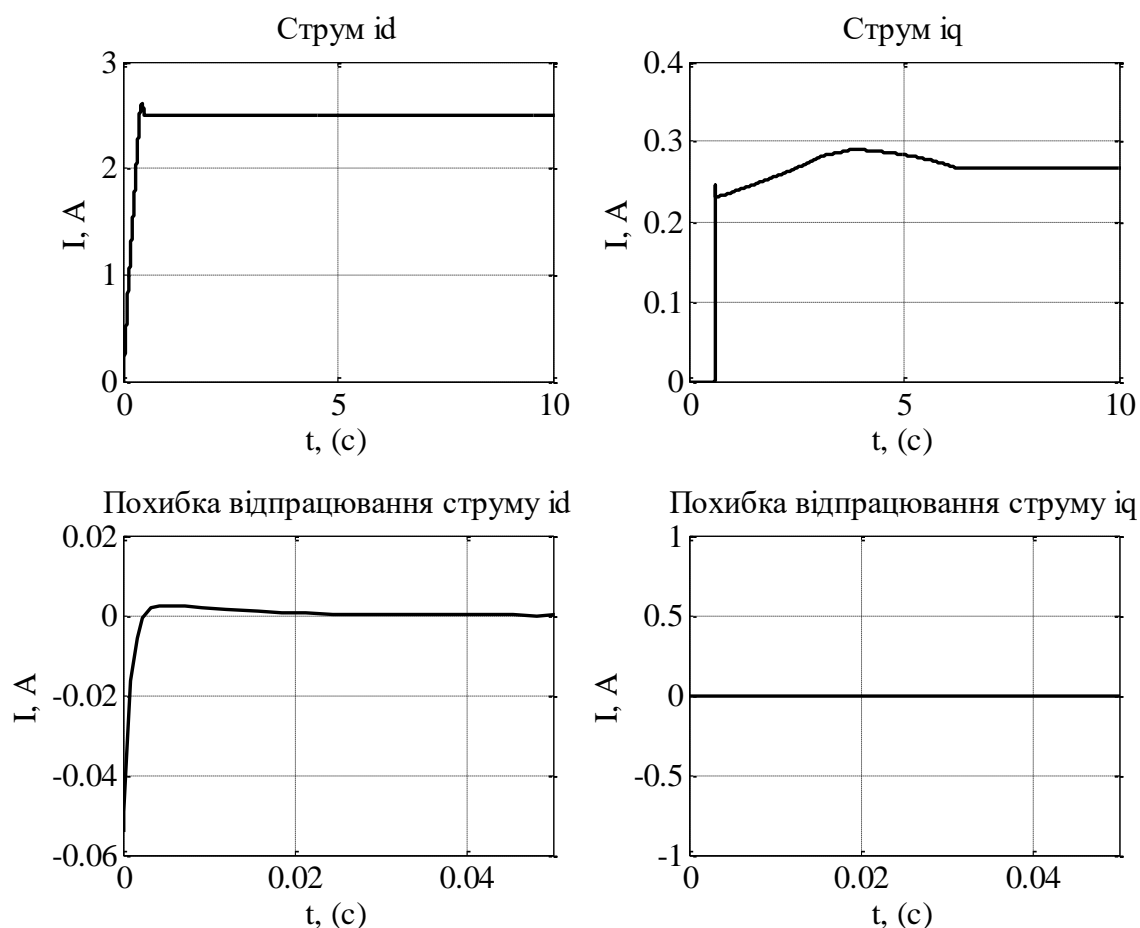 Струм id
3
2
1
0
0
5
10
I, A
t, (c)
Струм iq
0.4
0.3
0.2
0.1
0
0
5
10
I, A
t, (c)
Похибка відпрацювання струму id
0.02
0
-0.02
-0.04
-0.06
0
0.02
0.04
I, A
t, (c)
Похибка відпрацювання струму iq
1
0.5
0
-0.5
-1
0
0.02
0.04
I, A
t, (c)